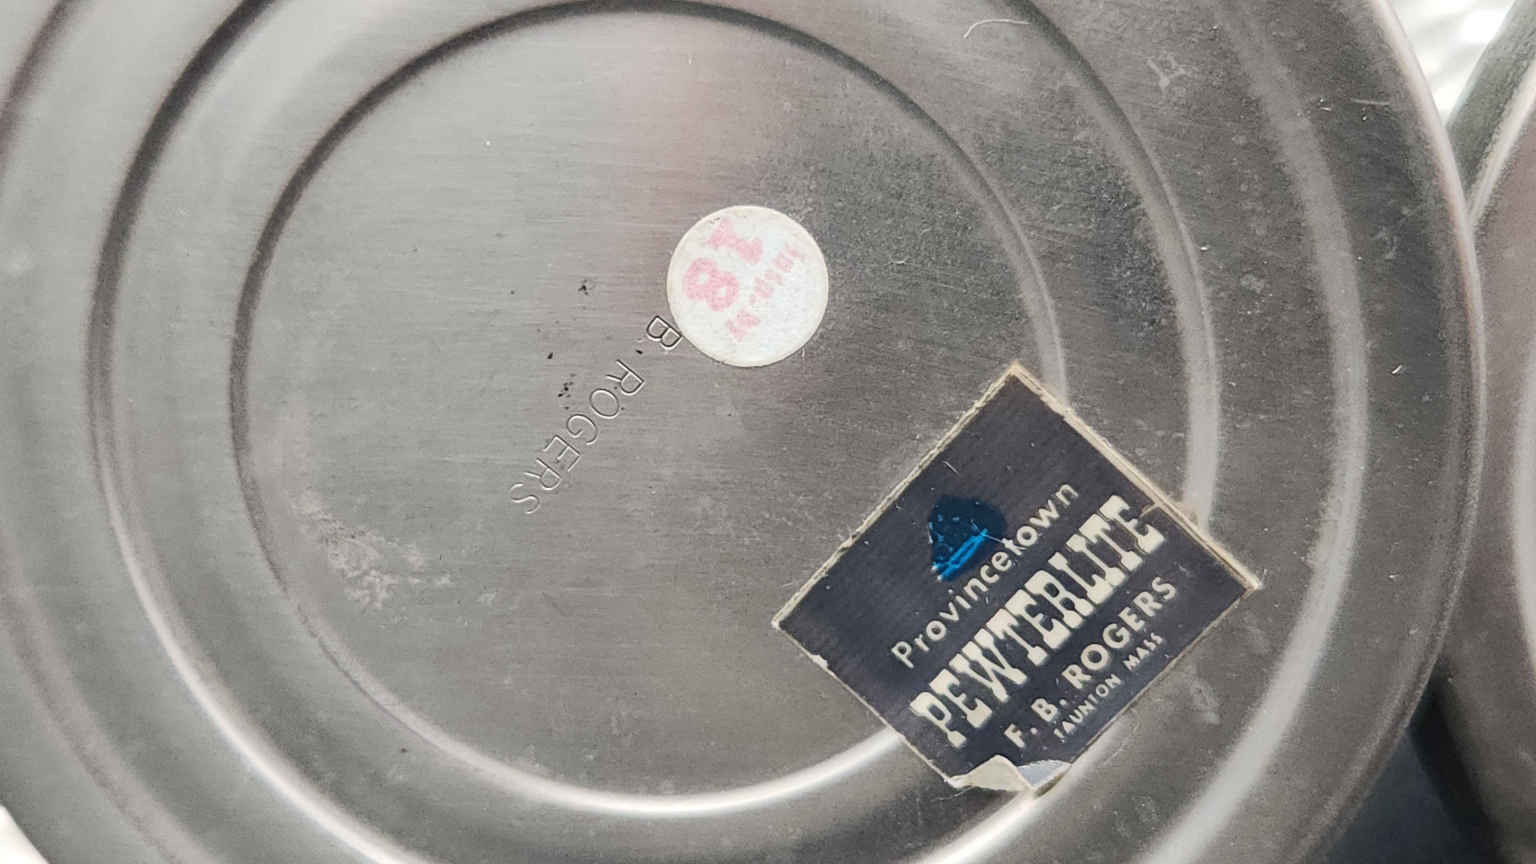 18
B. ROGERS
Provincetown
PEWTERLITE
F. B. ROGERS
TAUNTON MASS